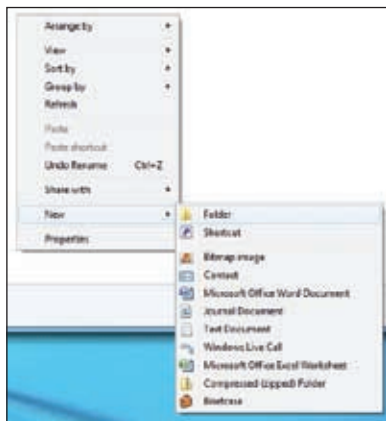 Arrange by
View
Sort by
Group by
Refresh
Paste
Paste shortcut
Undo Rename Ctrl+Z
Share with
New
Properties
Folder
Shortcut
Bitmap image
Contact
Microsoft Office Word Document
Journal Document
Text Document
Windows Live Call
Microsoft Office Excel Worksheet
Compressed (zipped) Folder
Briefcase